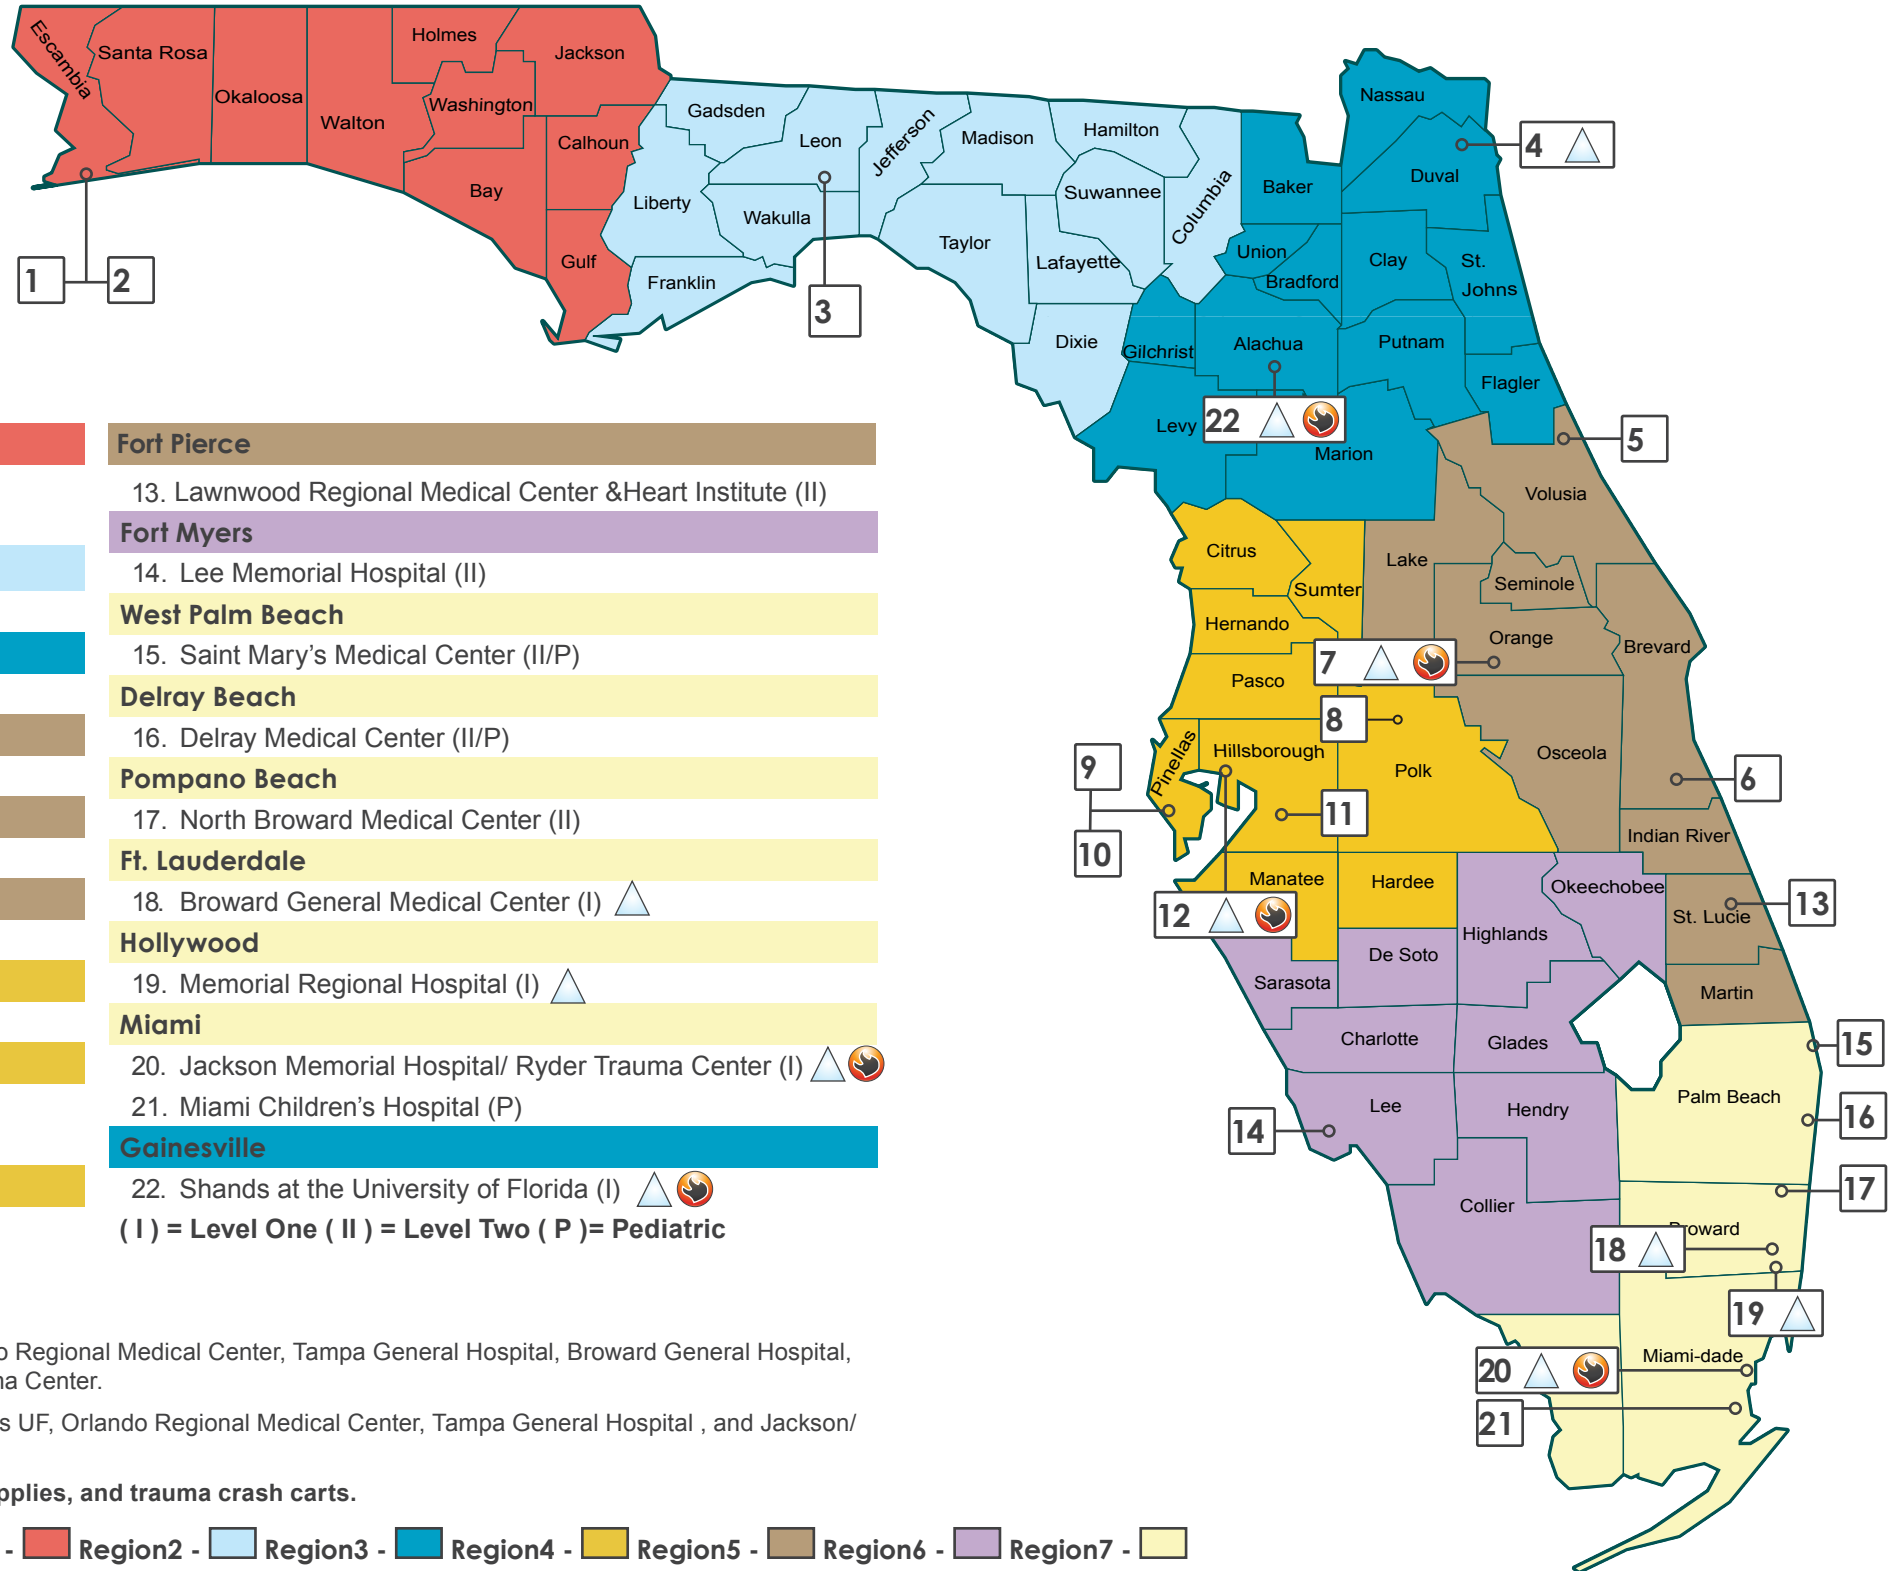 Escambia
Santa Rosa
Okaloosa
Walton
Holmes
Washington
Jackson
Calhoun
Bay
Gulf
Gadsden
Leon
Jefferson
Madison
Hamilton
Liberty
Wakulla
Franklin
Taylor
Lafayette
Suwannee
Columbia
Dixie
Nassau
Duval
Baker
Union
Bradford
Clay
St.
Johns
Gilchrist
Alachua
Putnam
Flagler
Levy
Marion
Volusia
Citrus
Sumter
Lake
Seminole
Hernando
Orange
Brevard
Pasco
Pinellas
Hillsborough
Polk
Osceola
Indian River
Manatee
Hardee
Okeechobee
St. Lucie
Highlands
De Soto
Sarasota
Martin
Charlotte
Glades
Lee
Hendry
Palm Beach
Collier
Broward
Miami-dade
1
2
3
4
22
5
7
8
6
9
10
11
12
13
15
14
16
17
18
19
20
21
Fort Pierce
13. Lawnwood Regional Medical Center &Heart Institute (II)
Fort Myers
14. Lee Memorial Hospital (II)
West Palm Beach
15. Saint Mary's Medical Center (II/P)
Delray Beach
16. Delray Medical Center (II/P)
Pompano Beach
17. North Broward Medical Center (II)
Ft. Lauderdale
18. Broward General Medical Center (I)
Hollywood
19. Memorial Regional Hospital (I)
Miami
20. Jackson Memorial Hospital/ Ryder Trauma Center (I)
21. Miami Children's Hospital (P)
Gainesville
22. Shands at the University of Florida (I)
( I ) = Level One ( II ) = Level Two ( P )= Pediatric
o Regional Medical Center, Tampa General Hospital, Broward General Hospital,
na Center.
s UF, Orlando Regional Medical Center, Tampa General Hospital , and Jackson/
pplies, and trauma crash carts.
- Region2 - Region3 - Region4 - Region5 - Region6 - Region7 -